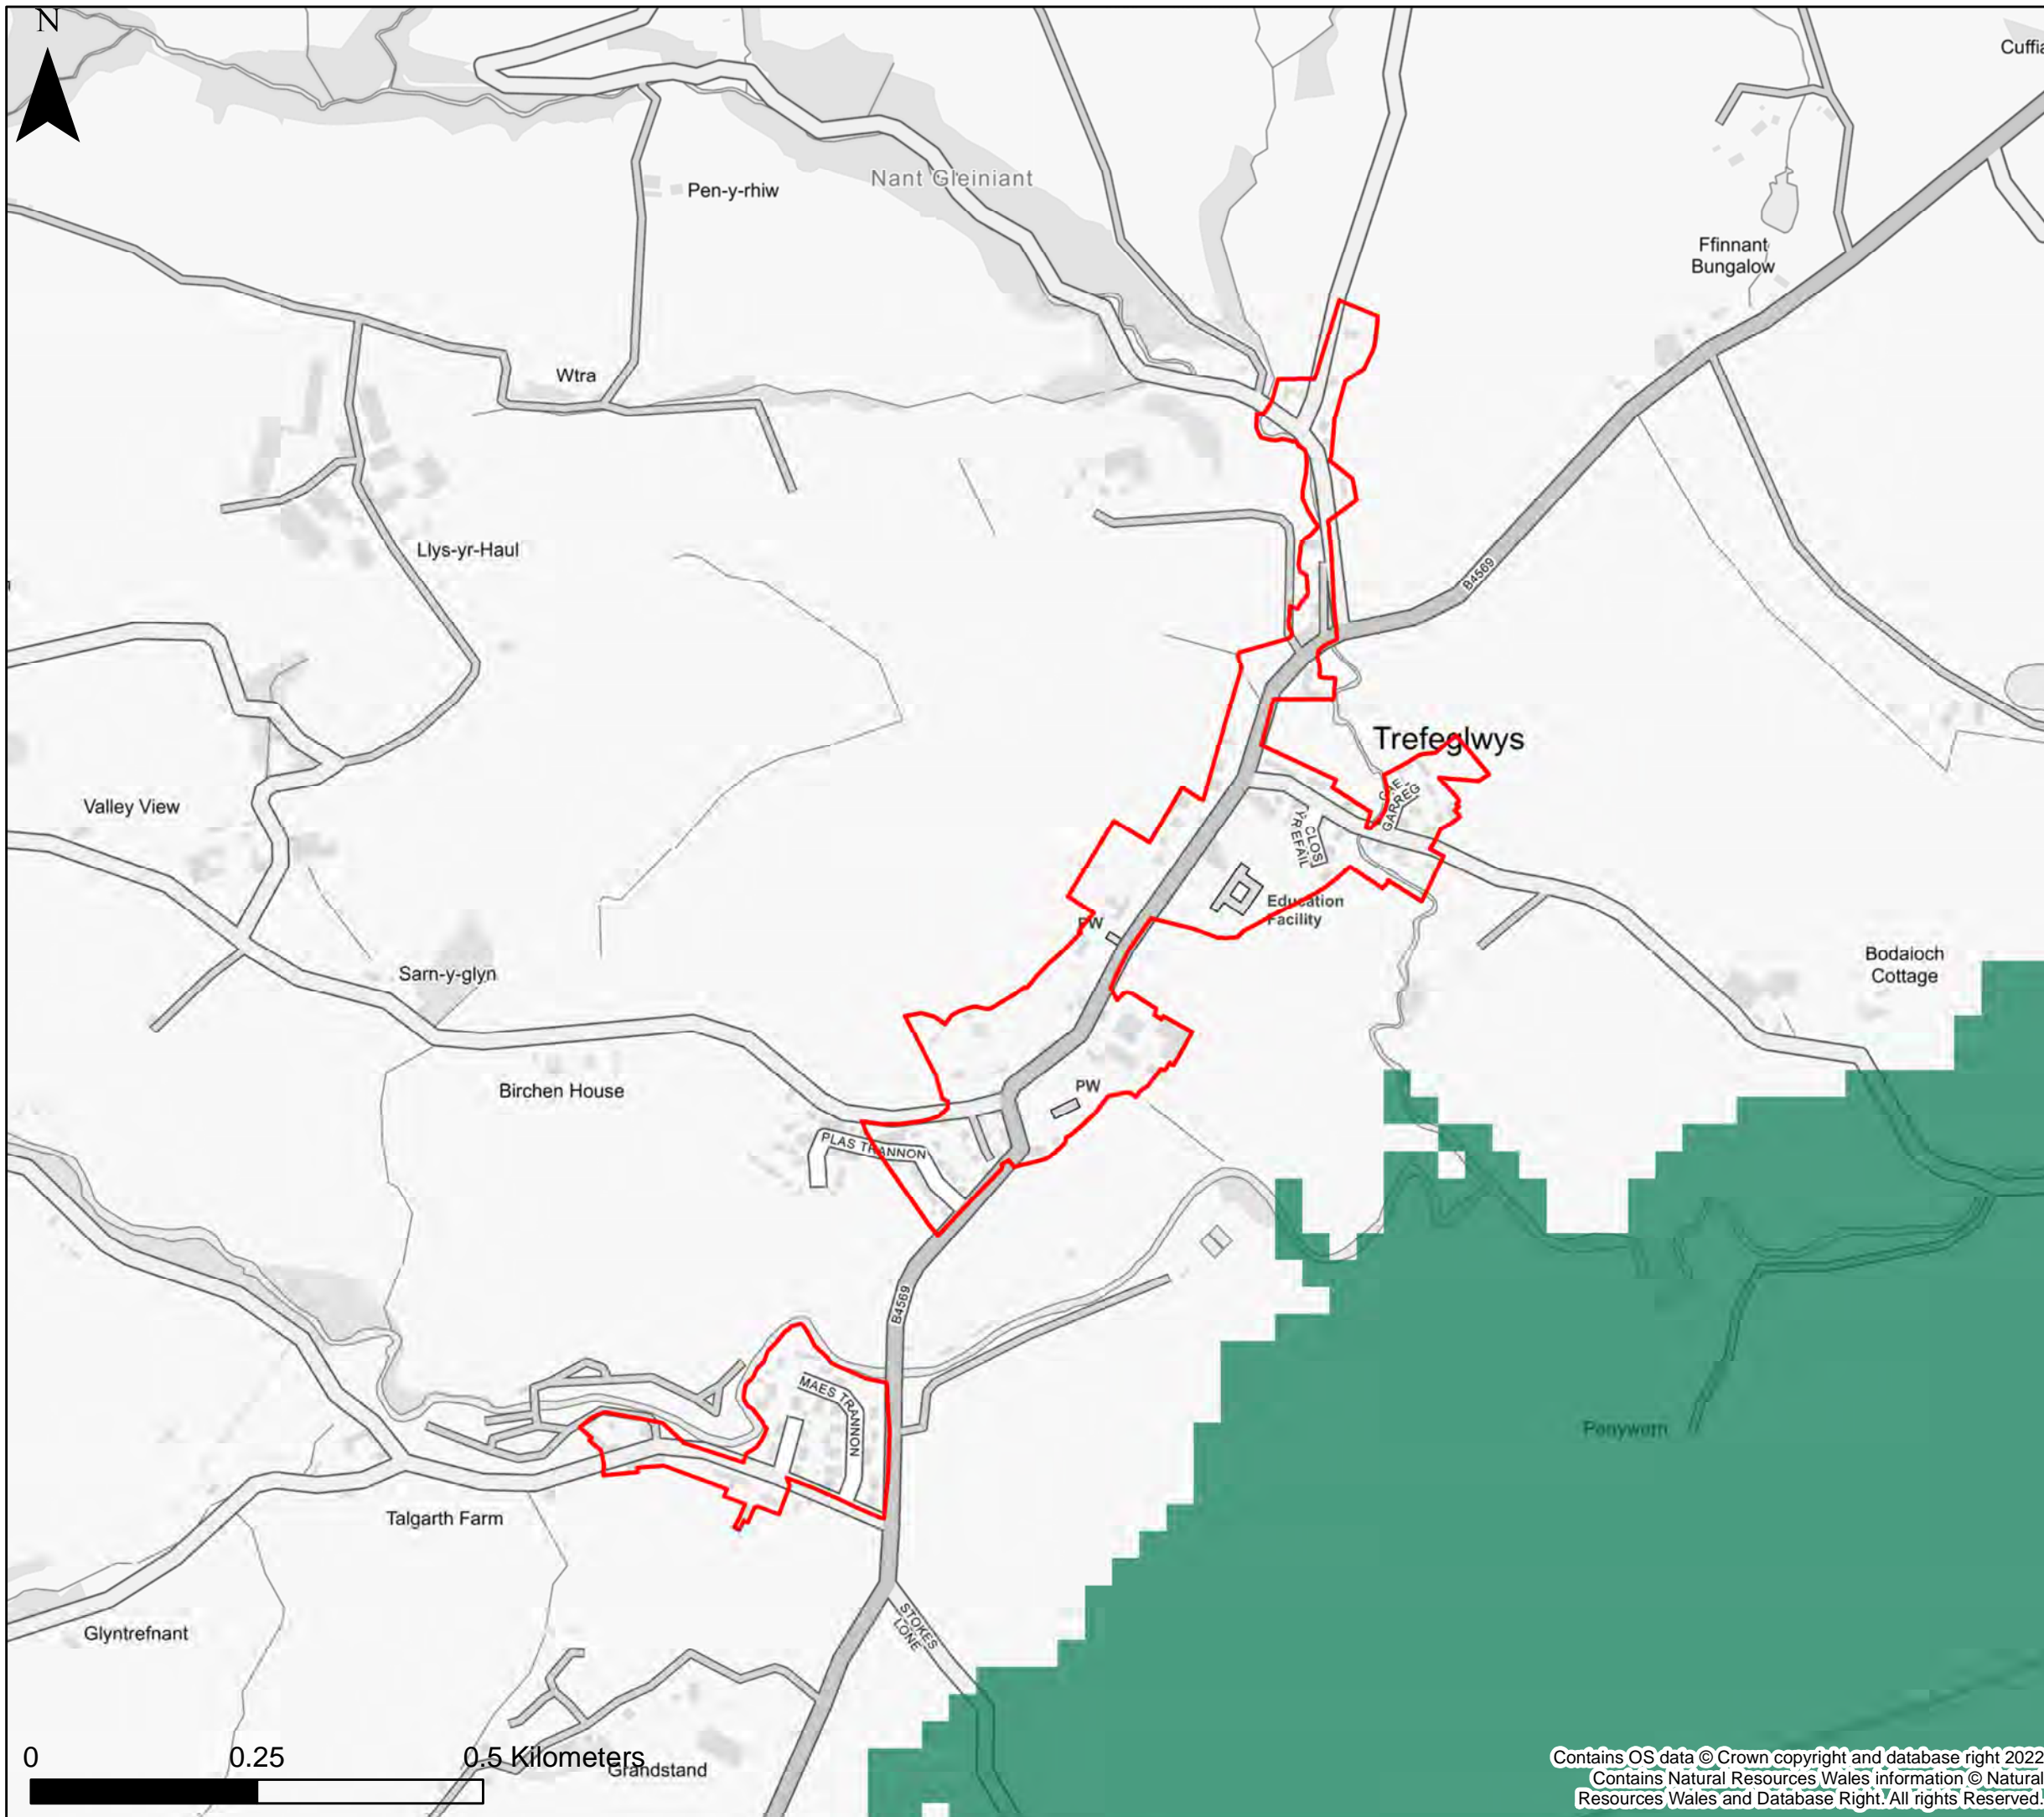 N
Cuffia
Nant Gleiniant
Pen-y-rhiw
Ffinnant
Bungalow
Wtra
Llys-yr-Haul
B4569
Trefeglwys
Valley View
CAE
GARREG
CLOS
Y REFAIL
Education
Facility
PW
Bodaioch
Cottage
Sarn-y-glyn
Birchen House
PW
PLAS TRANNON
B4569
MAES TRANNON
Penywern
Talgarth Farm
STOKES
LONE
Glyntrefnant
0 0.25 0.5 Kilometers
Grandstand
Contains OS data © Crown copyright and database right 2022
Contains Natural Resources Wales information © Natural
Resources Wales and Database Right. All rights Reserved.